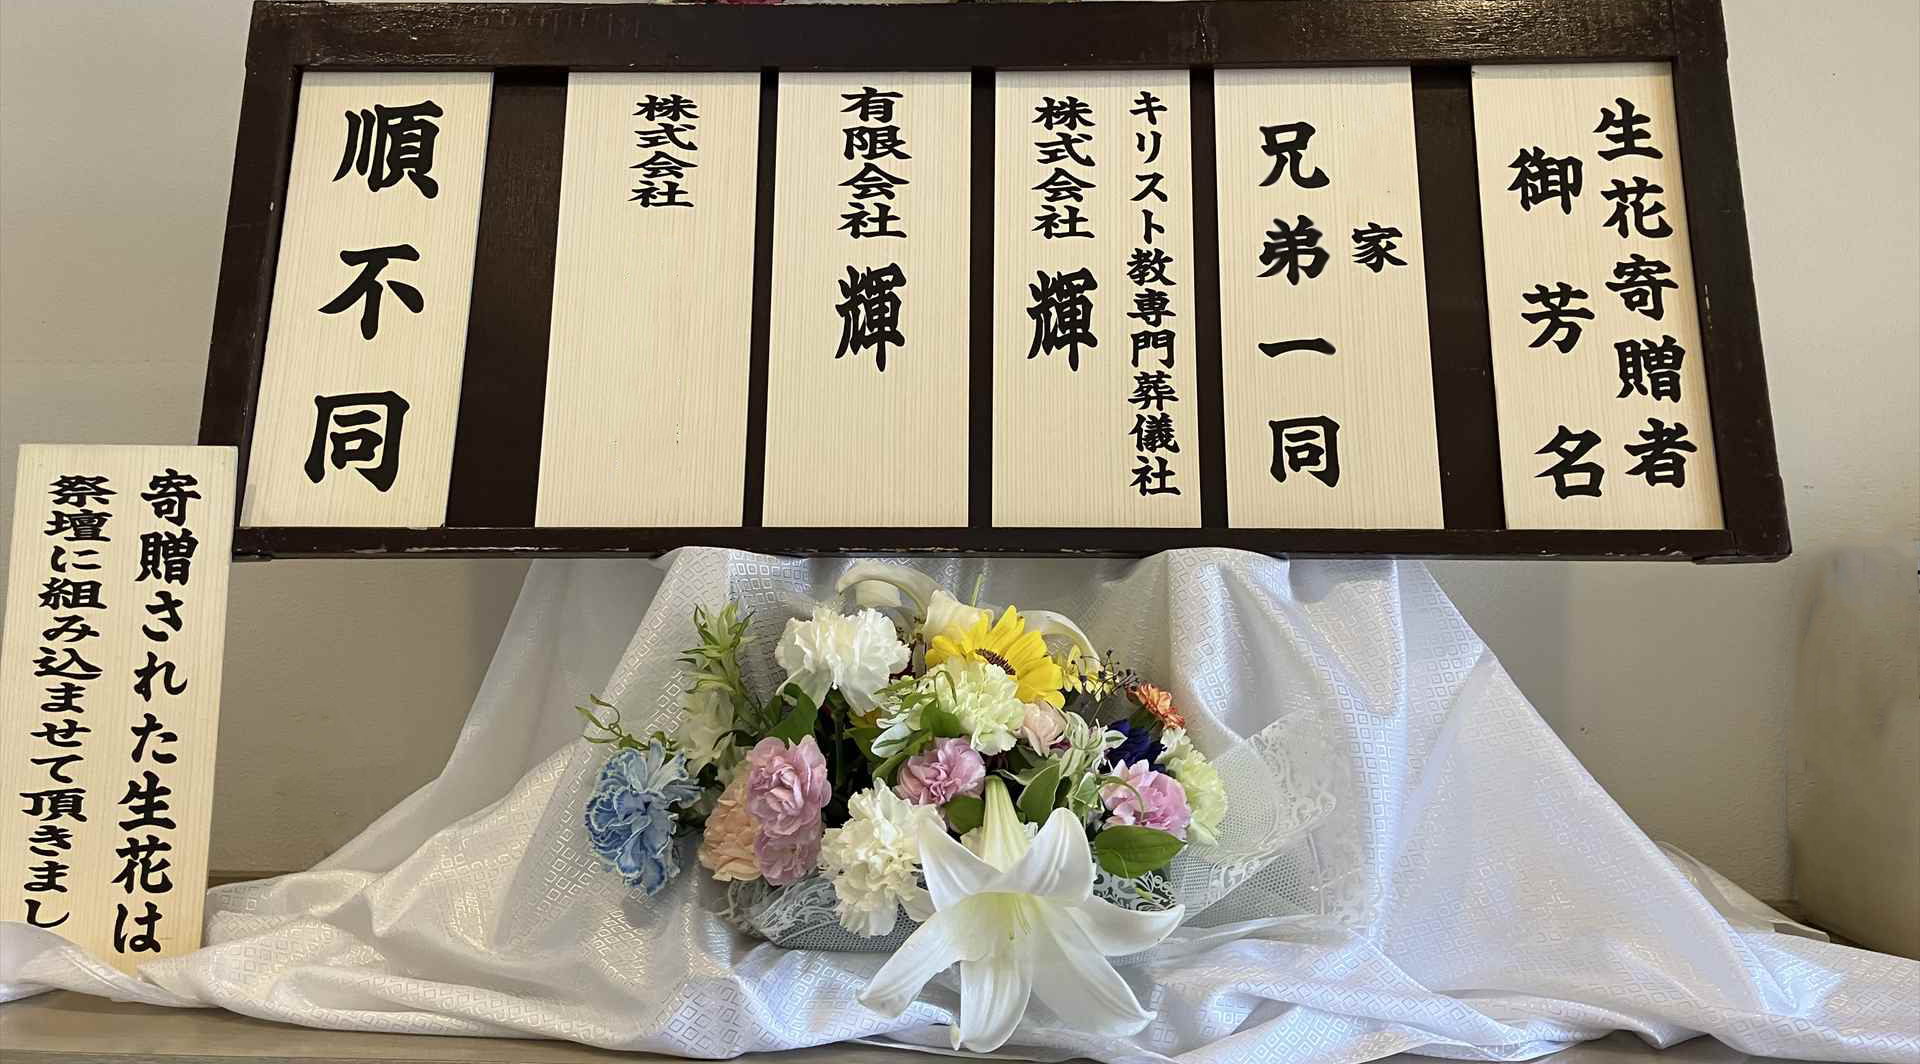 生花寄贈者
御芳名
家
兄弟一同
キリスト教専門葬儀社
株式会社 輝
有限会社 輝
株式会社
順不同
寄贈された生花は
祭壇に組み込ませて頂きまし